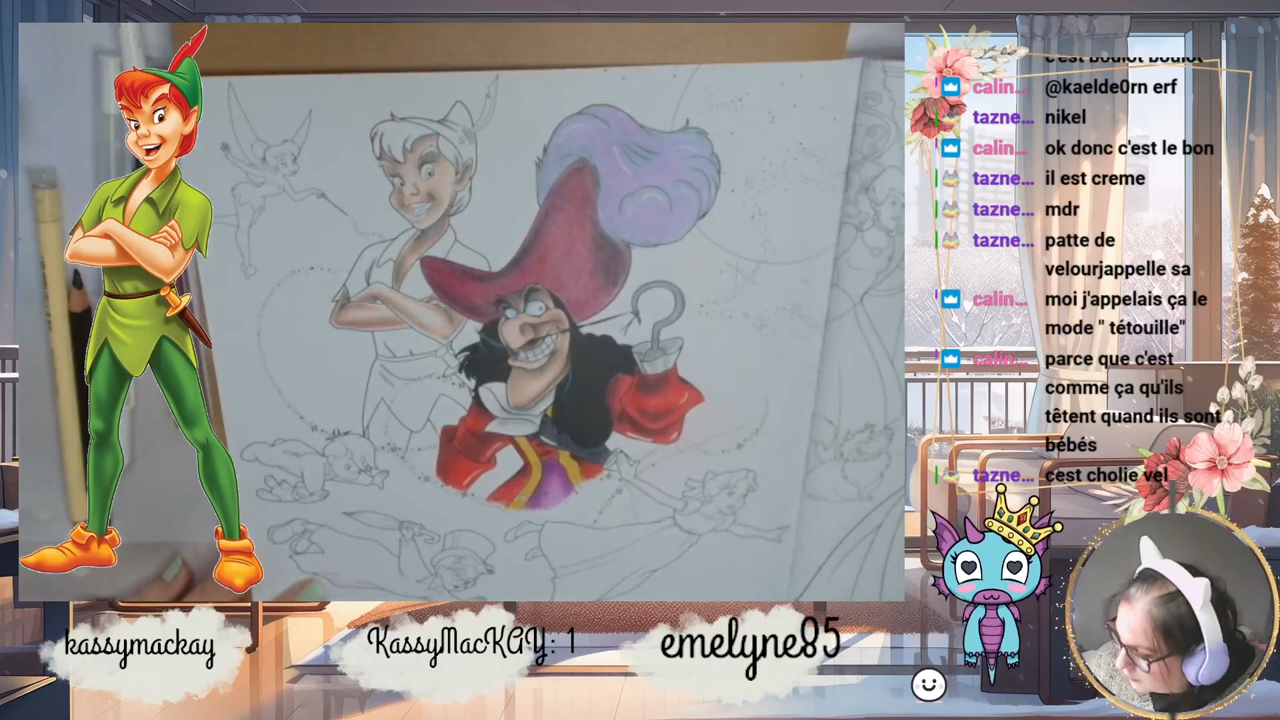 c'est boulot boulot
calin... @kaelde0rn erf
tazne... nikel
calin... ok donc c'est le bon
tazne... il est creme
tazne... mdr
tazne... patte de
velourjappelle sa
calin... moi j'appelais ça le
mode " tétouille"
calin... parce que c'est
comme ça qu'ils
têtent quand ils sont
bébés
tazne... cest cholie vel
kassymackay
KassyMacKAY: 1
emelyne85